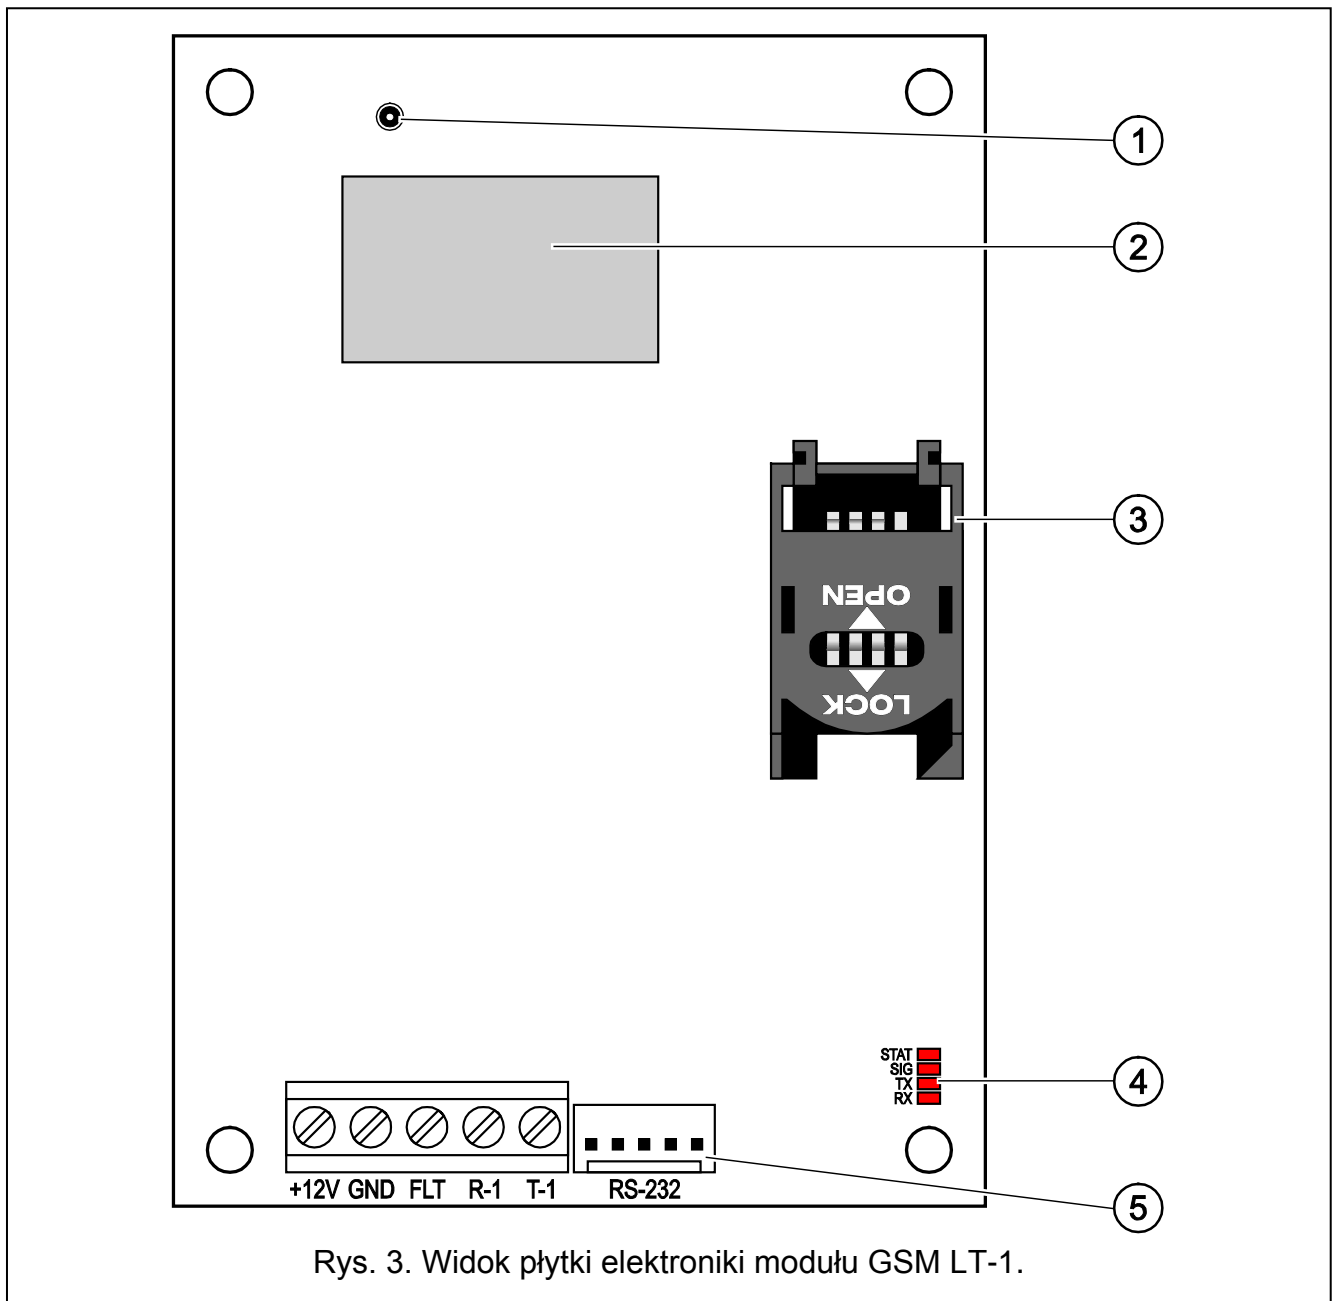 1
2
3
OPEN
LOCK
STAT
SIG
TX
RX
4
+12V GND FLT R-1 T-1 RS-232
5
Rys. 3. Widok płytki elektroniki modułu GSM LT-1.